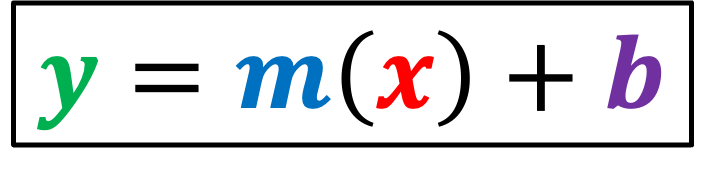 y = m(x) + b